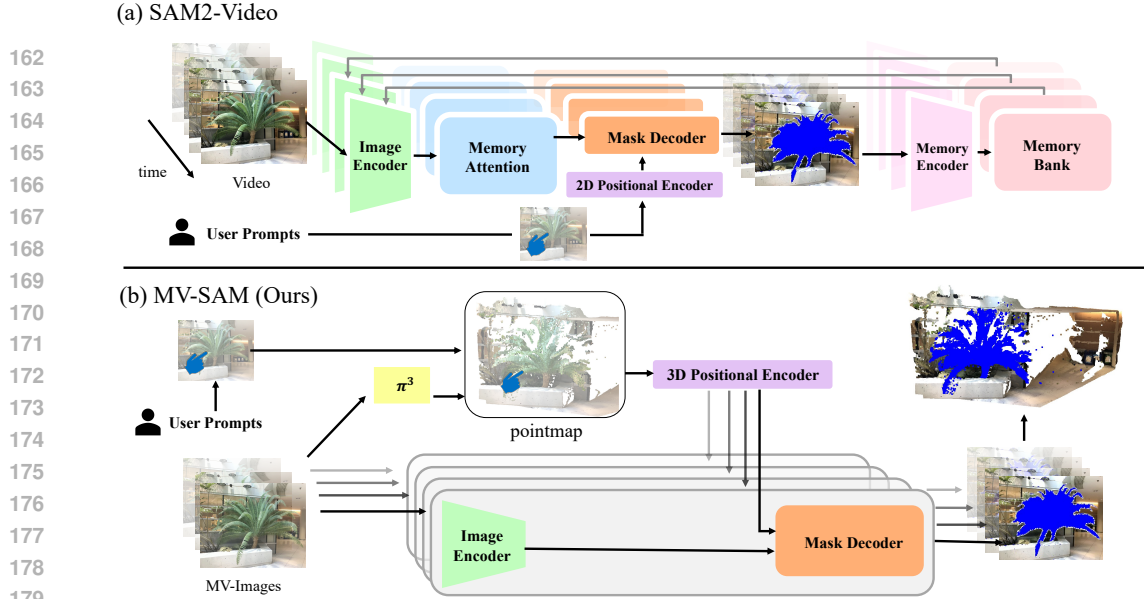 (a) SAM2-Video
162
163
164
165
166
167
168
169
170
171
172
173
174
175
176
177
178
179
time
Video
Image
Encoder
Memory
Attention
Mask Decoder
2D Positional Encoder
Memory
Encoder
Memory
Bank
User Prompts
(b) MV-SAM (Ours)
π³
3D Positional Encoder
User Prompts
pointmap
Image
Encoder
Mask Decoder
MV-Images